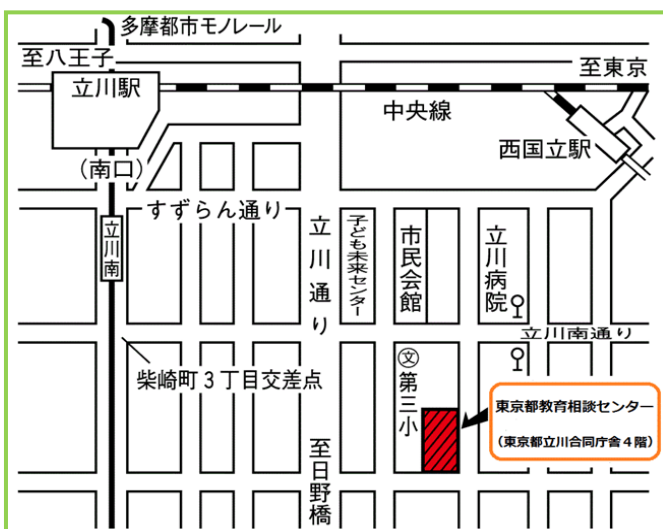 多摩都市モノレール
至八王子
立川駅
至東京
中央線
西国立駅
(南口)
すずらん通り
立川南
立川通り
子ども未来センター
市民会館
立川病院
立川南通り
柴崎町3丁目交差点
文
第三小
東京都教育相談センター
(東京都立川合同庁舎4階)
至日野橋